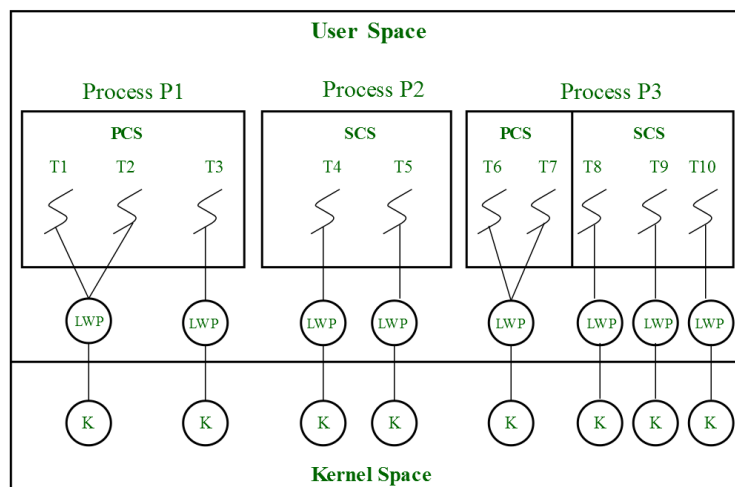 User Space
Process P1 Process P2 Process P3
PCS SCS PCS SCS
T1 T2 T3 T4 T5 T6 T7 T8 T9 T10
LWP LWP LWP LWP LWP LWP LWP LWP
K K K K K K K K
Kernel Space